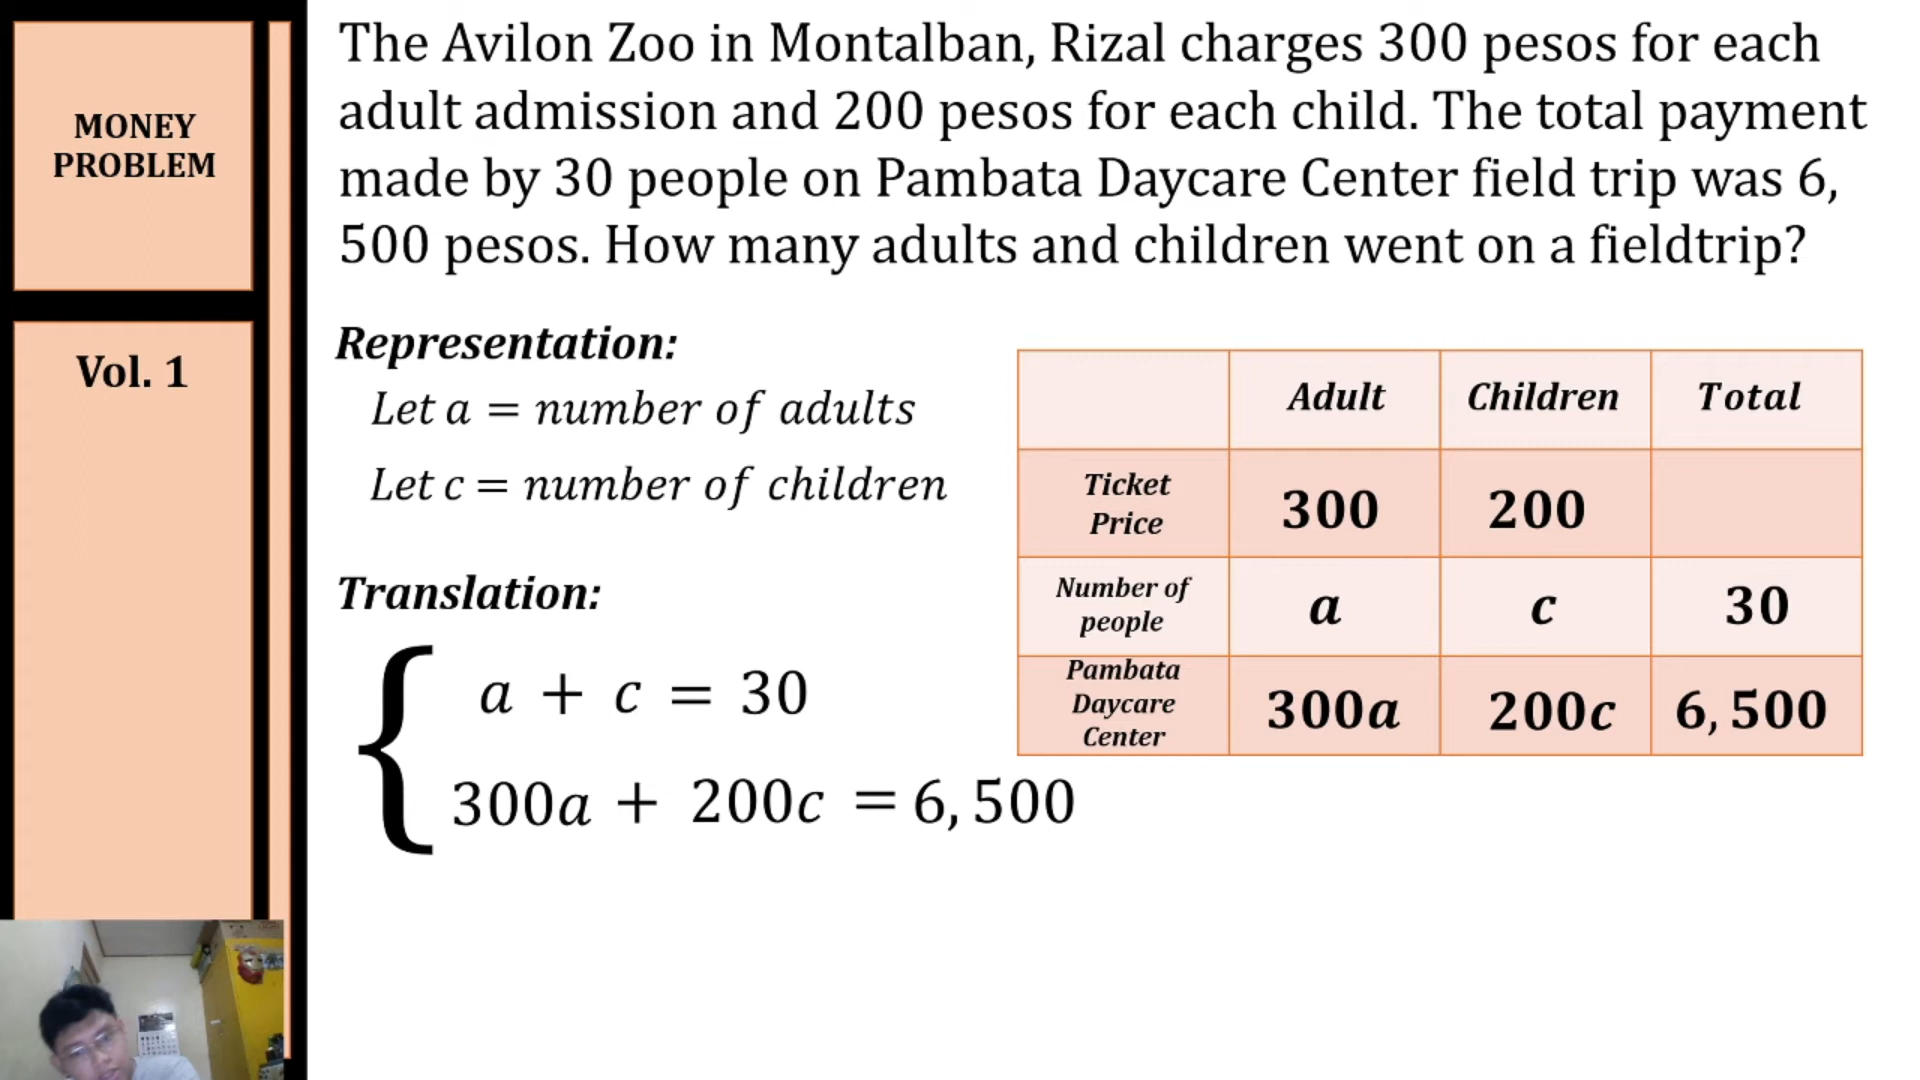 MONEY
PROBLEM
Vol. 1
The Avilon Zoo in Montalban, Rizal charges 300 pesos for each
adult admission and 200 pesos for each child. The total payment
made by 30 people on Pambata Daycare Center field trip was 6,
500 pesos. How many adults and children went on a fieldtrip?
Representation:
Let a = number of adults
Let c = number of children
Translation:
a + c = 30
300a + 200c = 6,500
Adult Children Total
Ticket
Price
300 200
Number of
people
a c 30
Pambata
Daycare
Center
300a 200c 6,500